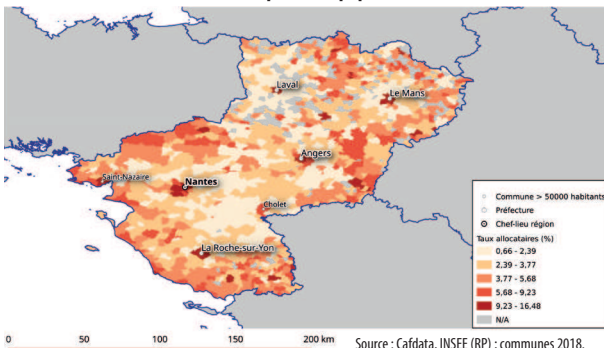 Laval
Le Mans
Angers
Saint-Nazaire
Nantes
Cholet
La Roche-sur-Yon
Commune > 50000 habitants
Préfecture
Chef-lieu région
Taux allocataires (%)
0,66 - 2,39
2,39 - 3,77
3,77 - 5,68
5,68 - 9,23
9,23 - 16,48
N/A
0 50 100 150 200 km
Source : Cafdata, INSEE (RP) ; communes 2018.